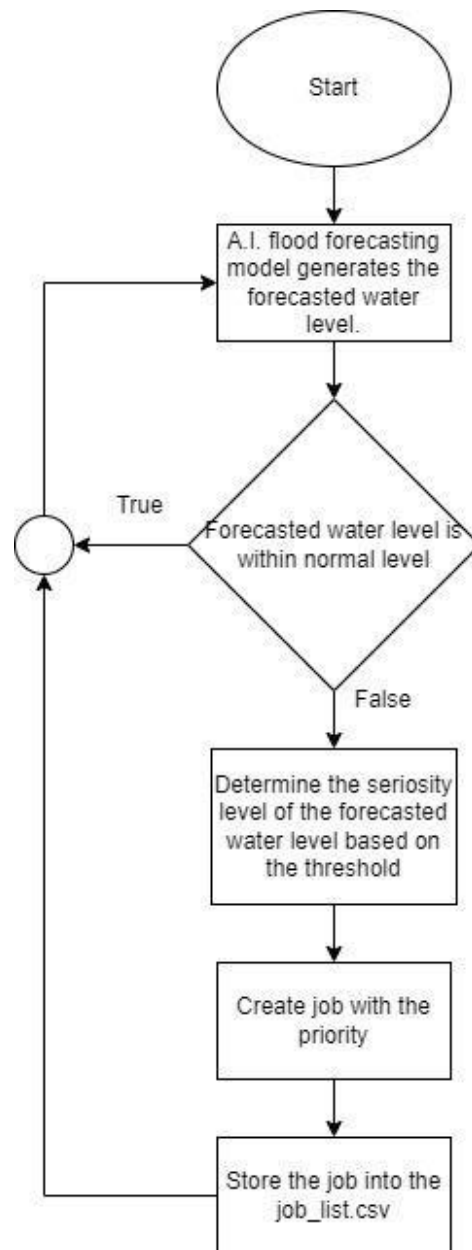 Start
A.I. flood forecasting
model generates the
forecasted water
level.
True
Forecasted water level is
within normal level
False
Determine the seriosity
level of the forecasted
water level based on
the threshold
Create job with the
priority
Store the job into the
job_list.csv